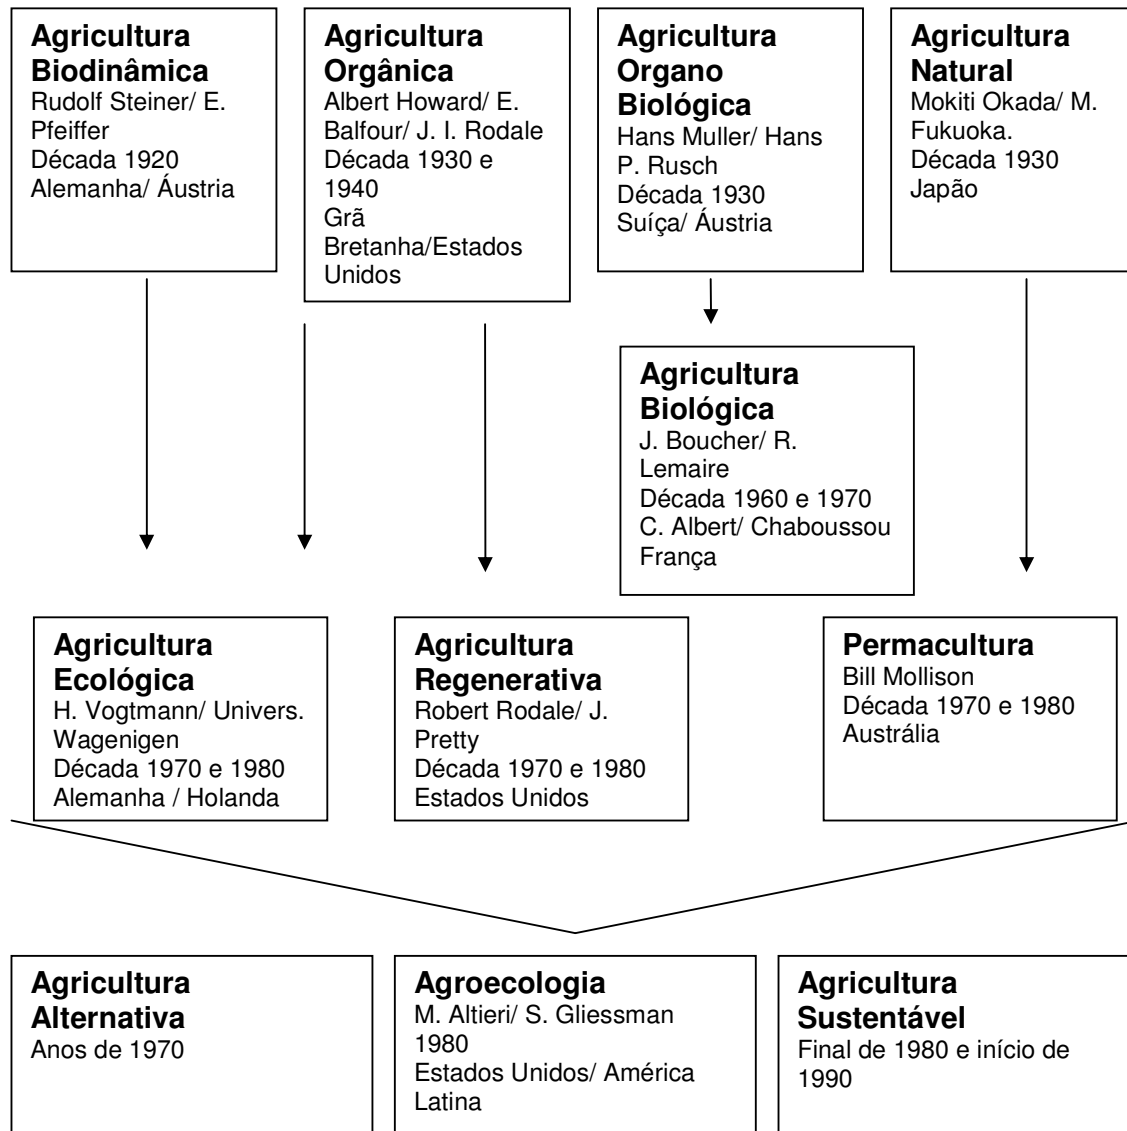 Agricultura
Biodinâmica
Rudolf Steiner/ E.
Pfeiffer
Década 1920
Alemanha/ Áustria
Agricultura
Orgânica
Albert Howard/ E.
Balfour/ J. I. Rodale
Década 1930 e
1940
Grã
Bretanha/Estados
Unidos
Agricultura
Organo
Biológica
Hans Muller/ Hans
P. Rusch
Década 1930
Suíça/ Áustria
Agricultura
Natural
Mokiti Okada/ M.
Fukuoka.
Década 1930
Japão
Agricultura
Biológica
J. Boucher/ R.
Lemaire
Década 1960 e 1970
C. Albert/ Chaboussou
França
Agricultura
Ecológica
H. Vogtmann/ Univers.
Wagenigen
Década 1970 e 1980
Alemanha / Holanda
Agricultura
Regenerativa
Robert Rodale/ J.
Pretty
Década 1970 e 1980
Estados Unidos
Permacultura
Bill Mollison
Década 1970 e 1980
Austrália
Agricultura
Alternativa
Anos de 1970
Agroecologia
M. Altieri/ S. Gliessman
1980
Estados Unidos/ América
Latina
Agricultura
Sustentável
Final de 1980 e início de
1990